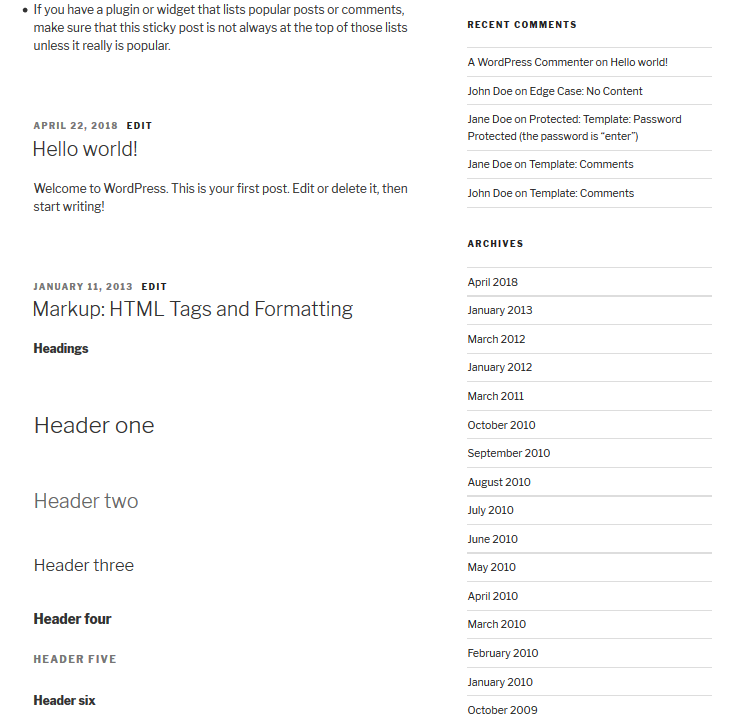 If you have a plugin or widget that lists popular posts or comments,
make sure that this sticky post is not always at the top of those lists
unless it really is popular.
APRIL 22, 2018 EDIT
Hello world!
Welcome to WordPress. This is your first post. Edit or delete it, then
start writing!
JANUARY 11, 2013 EDIT
Markup: HTML Tags and Formatting
Headings
Header one
Header two
Header three
Header four
HEADER FIVE
Header six
RECENT COMMENTS
A WordPress Commenter on Hello world!
John Doe on Edge Case: No Content
Jane Doe on Protected: Template: Password
Protected (the password is “enter”)
Jane Doe on Template: Comments
John Doe on Template: Comments
ARCHIVES
April 2018
January 2013
March 2012
January 2012
March 2011
October 2010
September 2010
August 2010
July 2010
June 2010
May 2010
April 2010
March 2010
February 2010
January 2010
October 2009